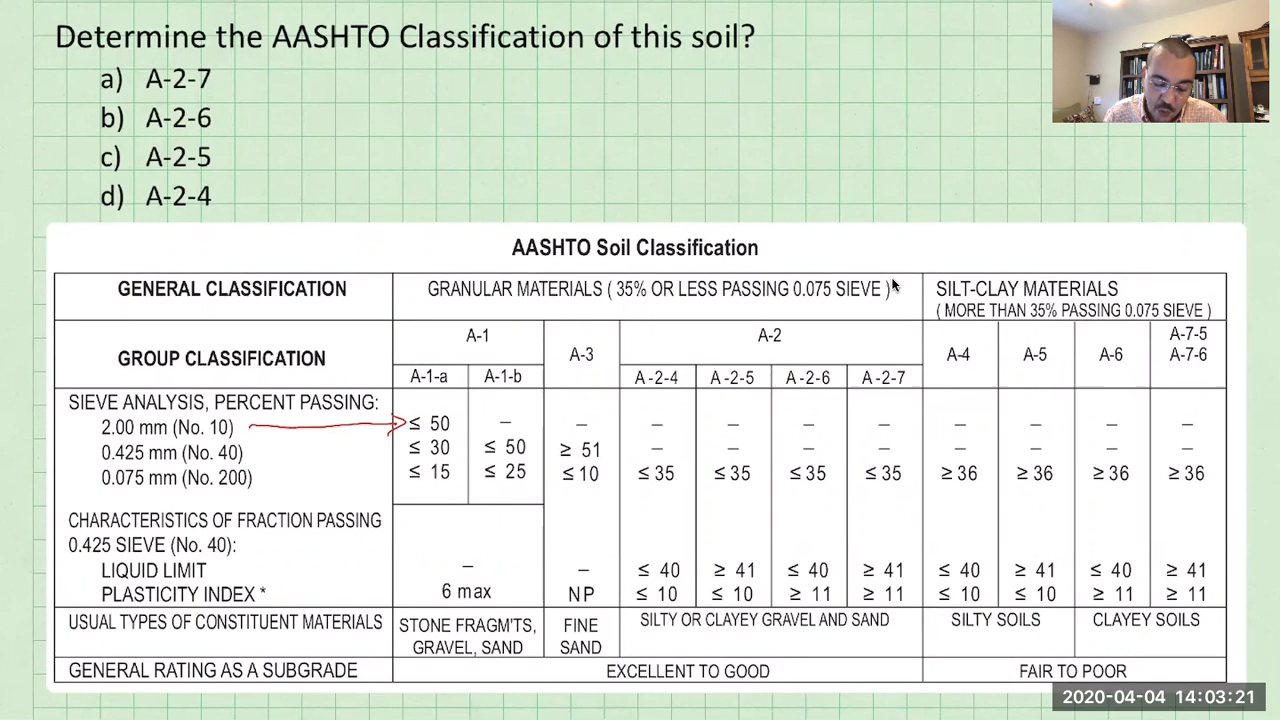 Determine the AASHTO Classification of this soil?
a) A-2-7
b) A-2-6
c) A-2-5
d) A-2-4
AASHTO Soil Classification
GENERAL CLASSIFICATION GRANULAR MATERIALS ( 35% OR LESS PASSING 0.075 SIEVE ) SILT-CLAY MATERIALS
( MORE THAN 35% PASSING 0.075 SIEVE )
GROUP CLASSIFICATION A-1 A-3 A-2 A-4 A-5 A-6 A-7-5
A-7-6
A-1-a A-1-b A-2-4 A-2-5 A-2-6 A-2-7
SIEVE ANALYSIS, PERCENT PASSING:
2.00 mm (No. 10) ≤ 50 – – – – – – – – – –
0.425 mm (No. 40) ≤ 30 ≤ 50 ≥ 51 – – – – – – – –
0.075 mm (No. 200) ≤ 15 ≤ 25 ≤ 10 ≤ 35 ≤ 35 ≤ 35 ≤ 35 ≥ 36 ≥ 36 ≥ 36 ≥ 36
CHARACTERISTICS OF FRACTION PASSING
0.425 SIEVE (No. 40):
LIQUID LIMIT – – ≤ 40 ≥ 41 ≤ 40 ≥ 41 ≤ 40 ≥ 41 ≤ 40 ≥ 41
PLASTICITY INDEX * 6 max NP ≤ 10 ≤ 10 ≥ 11 ≥ 11 ≤ 10 ≤ 10 ≥ 11 ≥ 11
USUAL TYPES OF CONSTITUENT MATERIALS STONE FRAGM'TS, FINE SILTY OR CLAYEY GRAVEL AND SAND SILTY SOILS CLAYEY SOILS
GRAVEL, SAND SAND
GENERAL RATING AS A SUBGRADE EXCELLENT TO GOOD FAIR TO POOR
2020-04-04 14:03:21